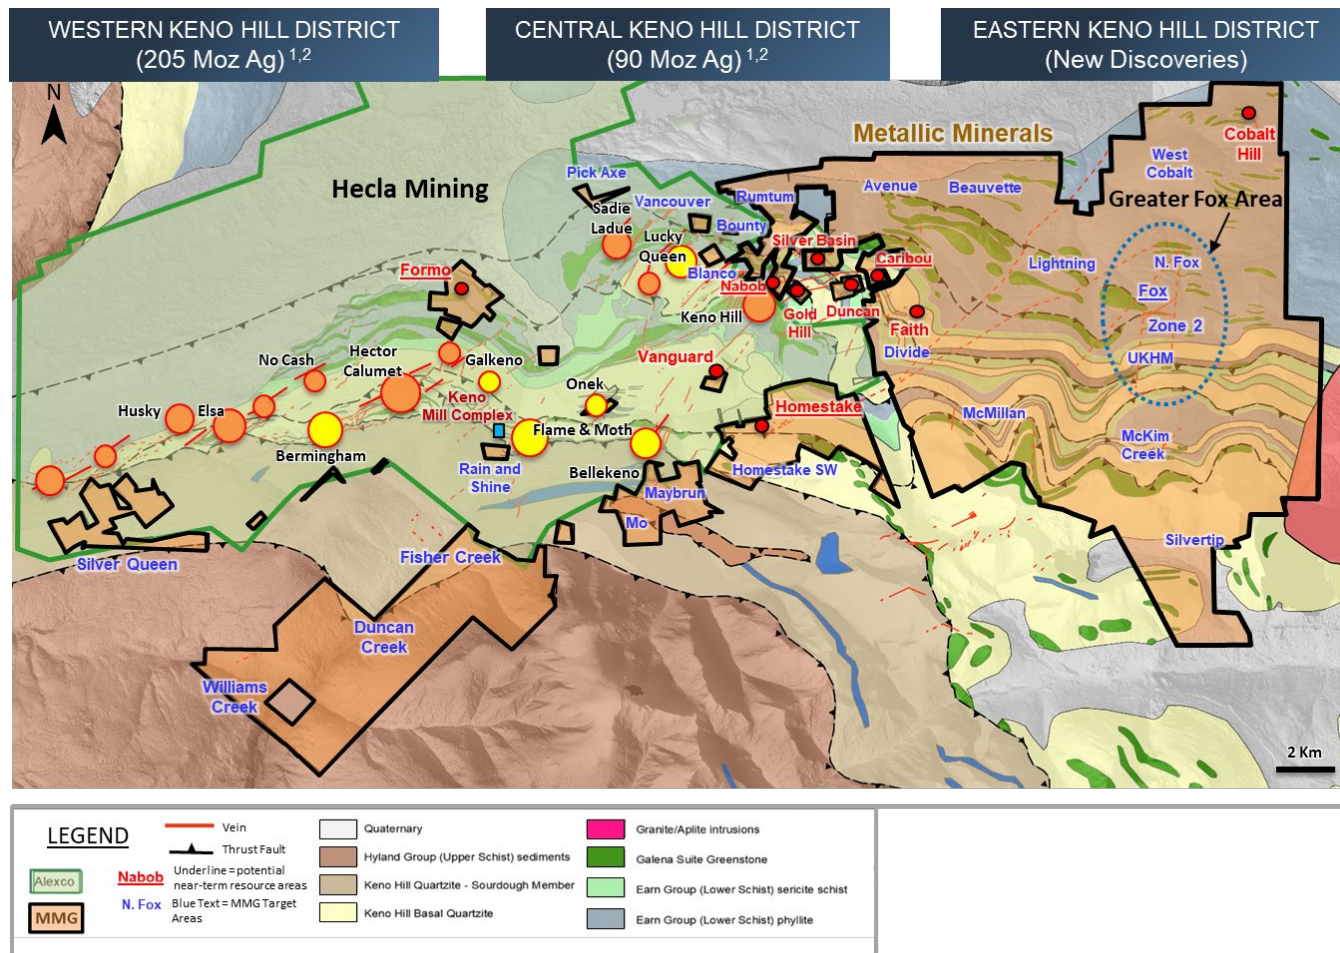 WESTERN KENO HILL DISTRICT
(205 Moz Ag) 1,2
CENTRAL KENO HILL DISTRICT
(90 Moz Ag) 1,2
EASTERN KENO HILL DISTRICT
(New Discoveries)
N
Hecla Mining
Metallic Minerals
Cobalt
Hill
West
Cobalt
Greater Fox Area
Pick Axe
Vancouver
Rumtum
Avenue
Beauvette
Sadie
Ladue
Lucky
Queen
Bounty
Silver Basin
Caribou
Lightning
N. Fox
Formo
Blanco
Nabob
Fox
Keno Hill
Gold
Hill
Duncan
Faith
Zone 2
Divide
UKHM
Vanguard
No Cash
Hector
Calumet
Galkeno
Onek
Keno
Mill Complex
Homestake
McMillan
Husky
Elsa
Flame & Moth
McKim
Creek
Bermingham
Rain and
Shine
Bellekeno
Homestake SW
Maybrun
Mo
Silver Queen
Fisher Creek
Silvertip
Duncan
Creek
Williams
Creek
2 Km
LEGEND
Alexco
MMG
Vein
Thrust Fault
Nabob
Underline = potential
near-term resource areas
N. Fox
Blue Text = MMG Target
Areas
Quaternary
Hyland Group (Upper Schist) sediments
Keno Hill Quartzite - Sourdough Member
Keno Hill Basal Quartzite
Granite/Aplite intrusions
Galena Suite Greenstone
Earn Group (Lower Schist) sericite schist
Earn Group (Lower Schist) phyllite